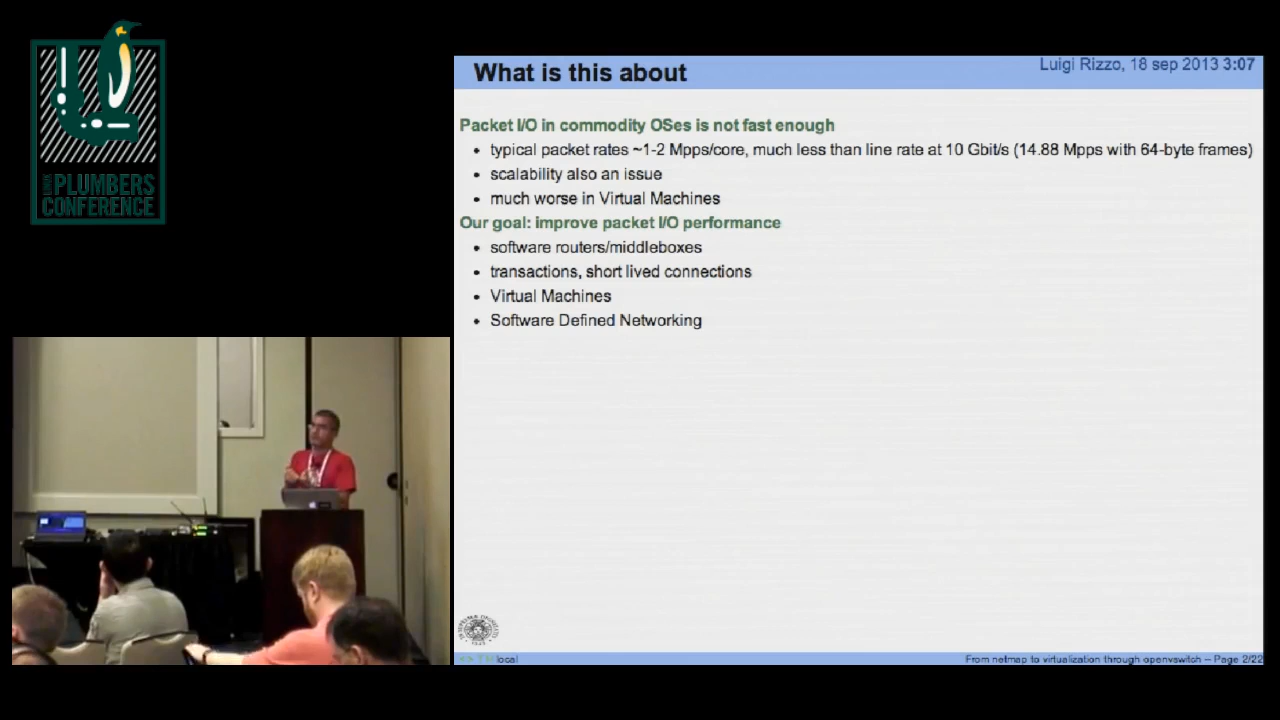 LINUX
PLUMBERS
CONFERENCE
What is this about
Luigi Rizzo, 18 sep 2013 3:07
Packet I/O in commodity OSes is not fast enough
• typical packet rates ~1-2 Mpps/core, much less than line rate at 10 Gbit/s (14.88 Mpps with 64-byte frames)
• scalability also an issue
• much worse in Virtual Machines
Our goal: improve packet I/O performance
• software routers/middleboxes
• transactions, short lived connections
• Virtual Machines
• Software Defined Networking
local
From netmap to virtualization through openvswitch – Page 2/22